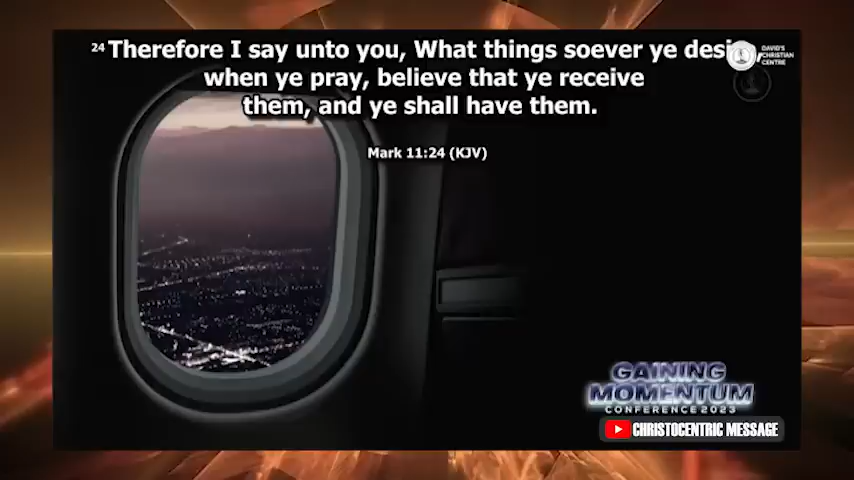 24 Therefore I say unto you, What things soever ye desi
when ye pray, believe that ye receive
them, and ye shall have them.
Mark 11:24 (KJV)
DAVID'S
CHRISTIAN
CENTRE
GAINING
MOMENTUM
CONFERENCE 2023
CHRISTOCENTRIC MESSAGE